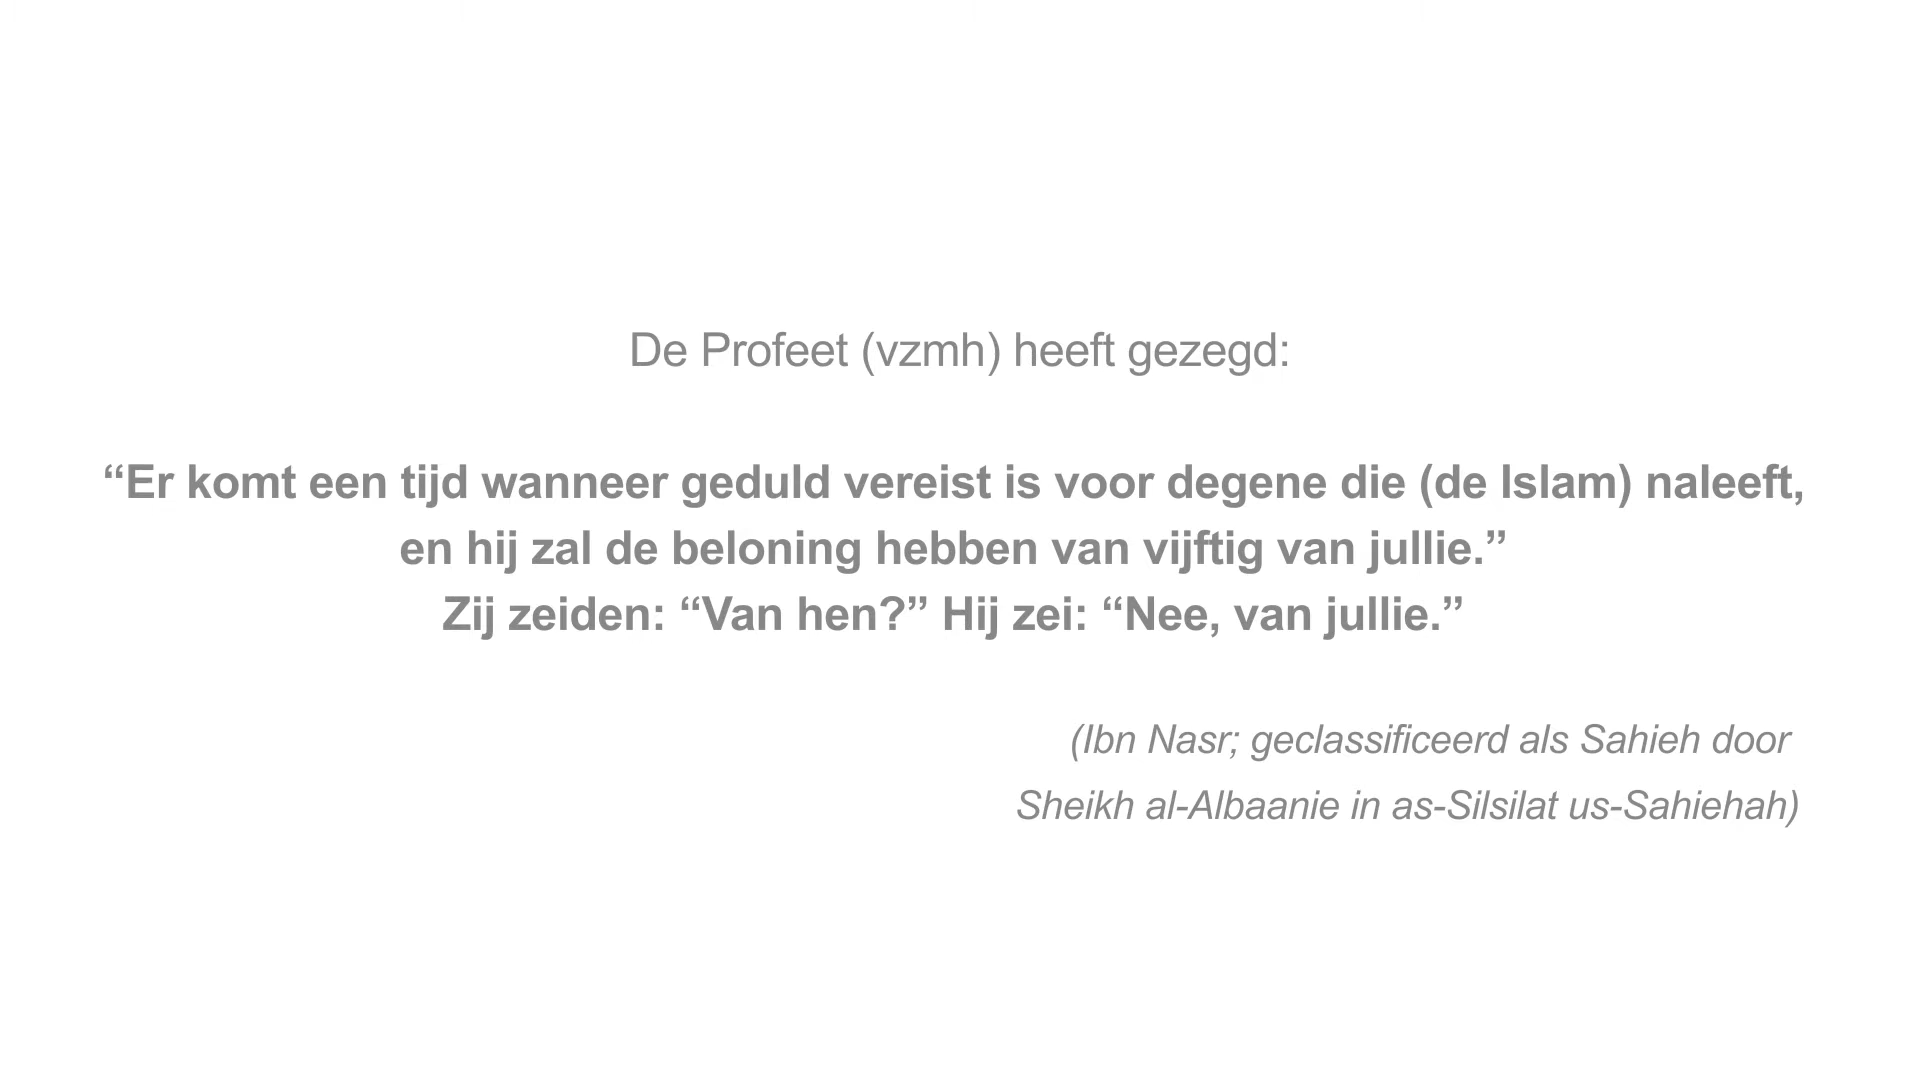 De Profeet (vzmh) heeft gezegd:
“Er komt een tijd wanneer geduld vereist is voor degene die (de Islam) naleeft,
en hij zal de beloning hebben van vijftig van jullie.”
Zij zeiden: “Van hen?” Hij zei: “Nee, van jullie.”
(Ibn Nasr; geclassificeerd als Sahieh door
Sheikh al-Albaanie in as-Silsilat us-Sahiehah)